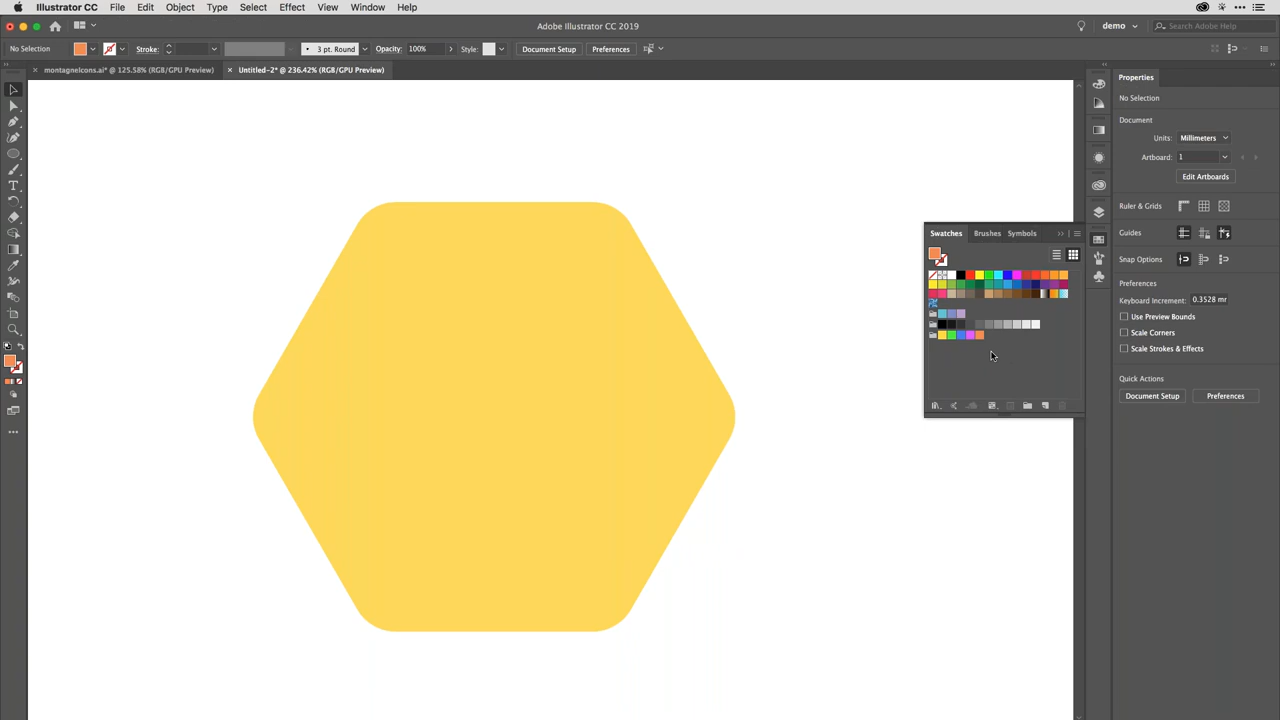 Illustrator CC File Edit Object Type Select Effect View Window Help
Adobe Illustrator CC 2019
demo
Search Adobe Help
No Selection
Stroke:
3 pt. Round
Opacity: 100%
Style:
Document Setup
Preferences
× montagneIcons.ai* @ 125.58% (RGB/GPU Preview)
× Untitled-2* @ 236.42% (RGB/GPU Preview)
Swatches Brushes Symbols
Properties
No Selection
Document
Units: Millimeters
Artboard: 1
Edit Artboards
Ruler & Grids
Guides
Snap Options
Preferences
Keyboard Increment: 0.3528 mr
Use Preview Bounds
Scale Corners
Scale Strokes & Effects
Quick Actions
Document Setup Preferences